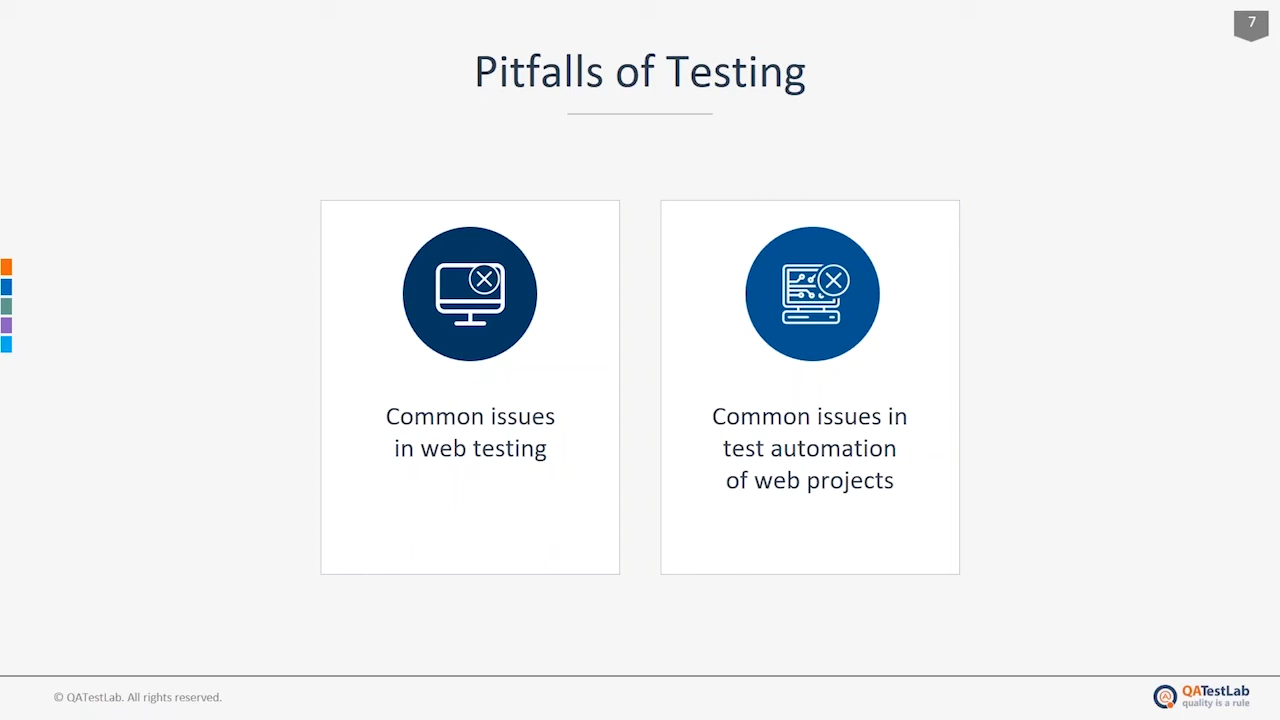 7
Pitfalls of Testing
Common issues
in web testing
Common issues in
test automation
of web projects
© QATestLab. All rights reserved.
QATestLab
quality is a rule